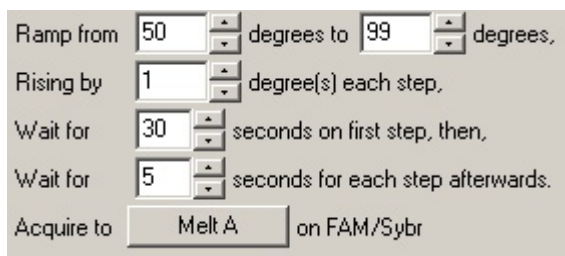 Ramp from 50 degrees to 99 degrees,
Rising by 1 degree(s) each step,
Wait for 30 seconds on first step, then,
Wait for 5 seconds for each step afterwards.
Acquire to Melt A on FAM/Sybr